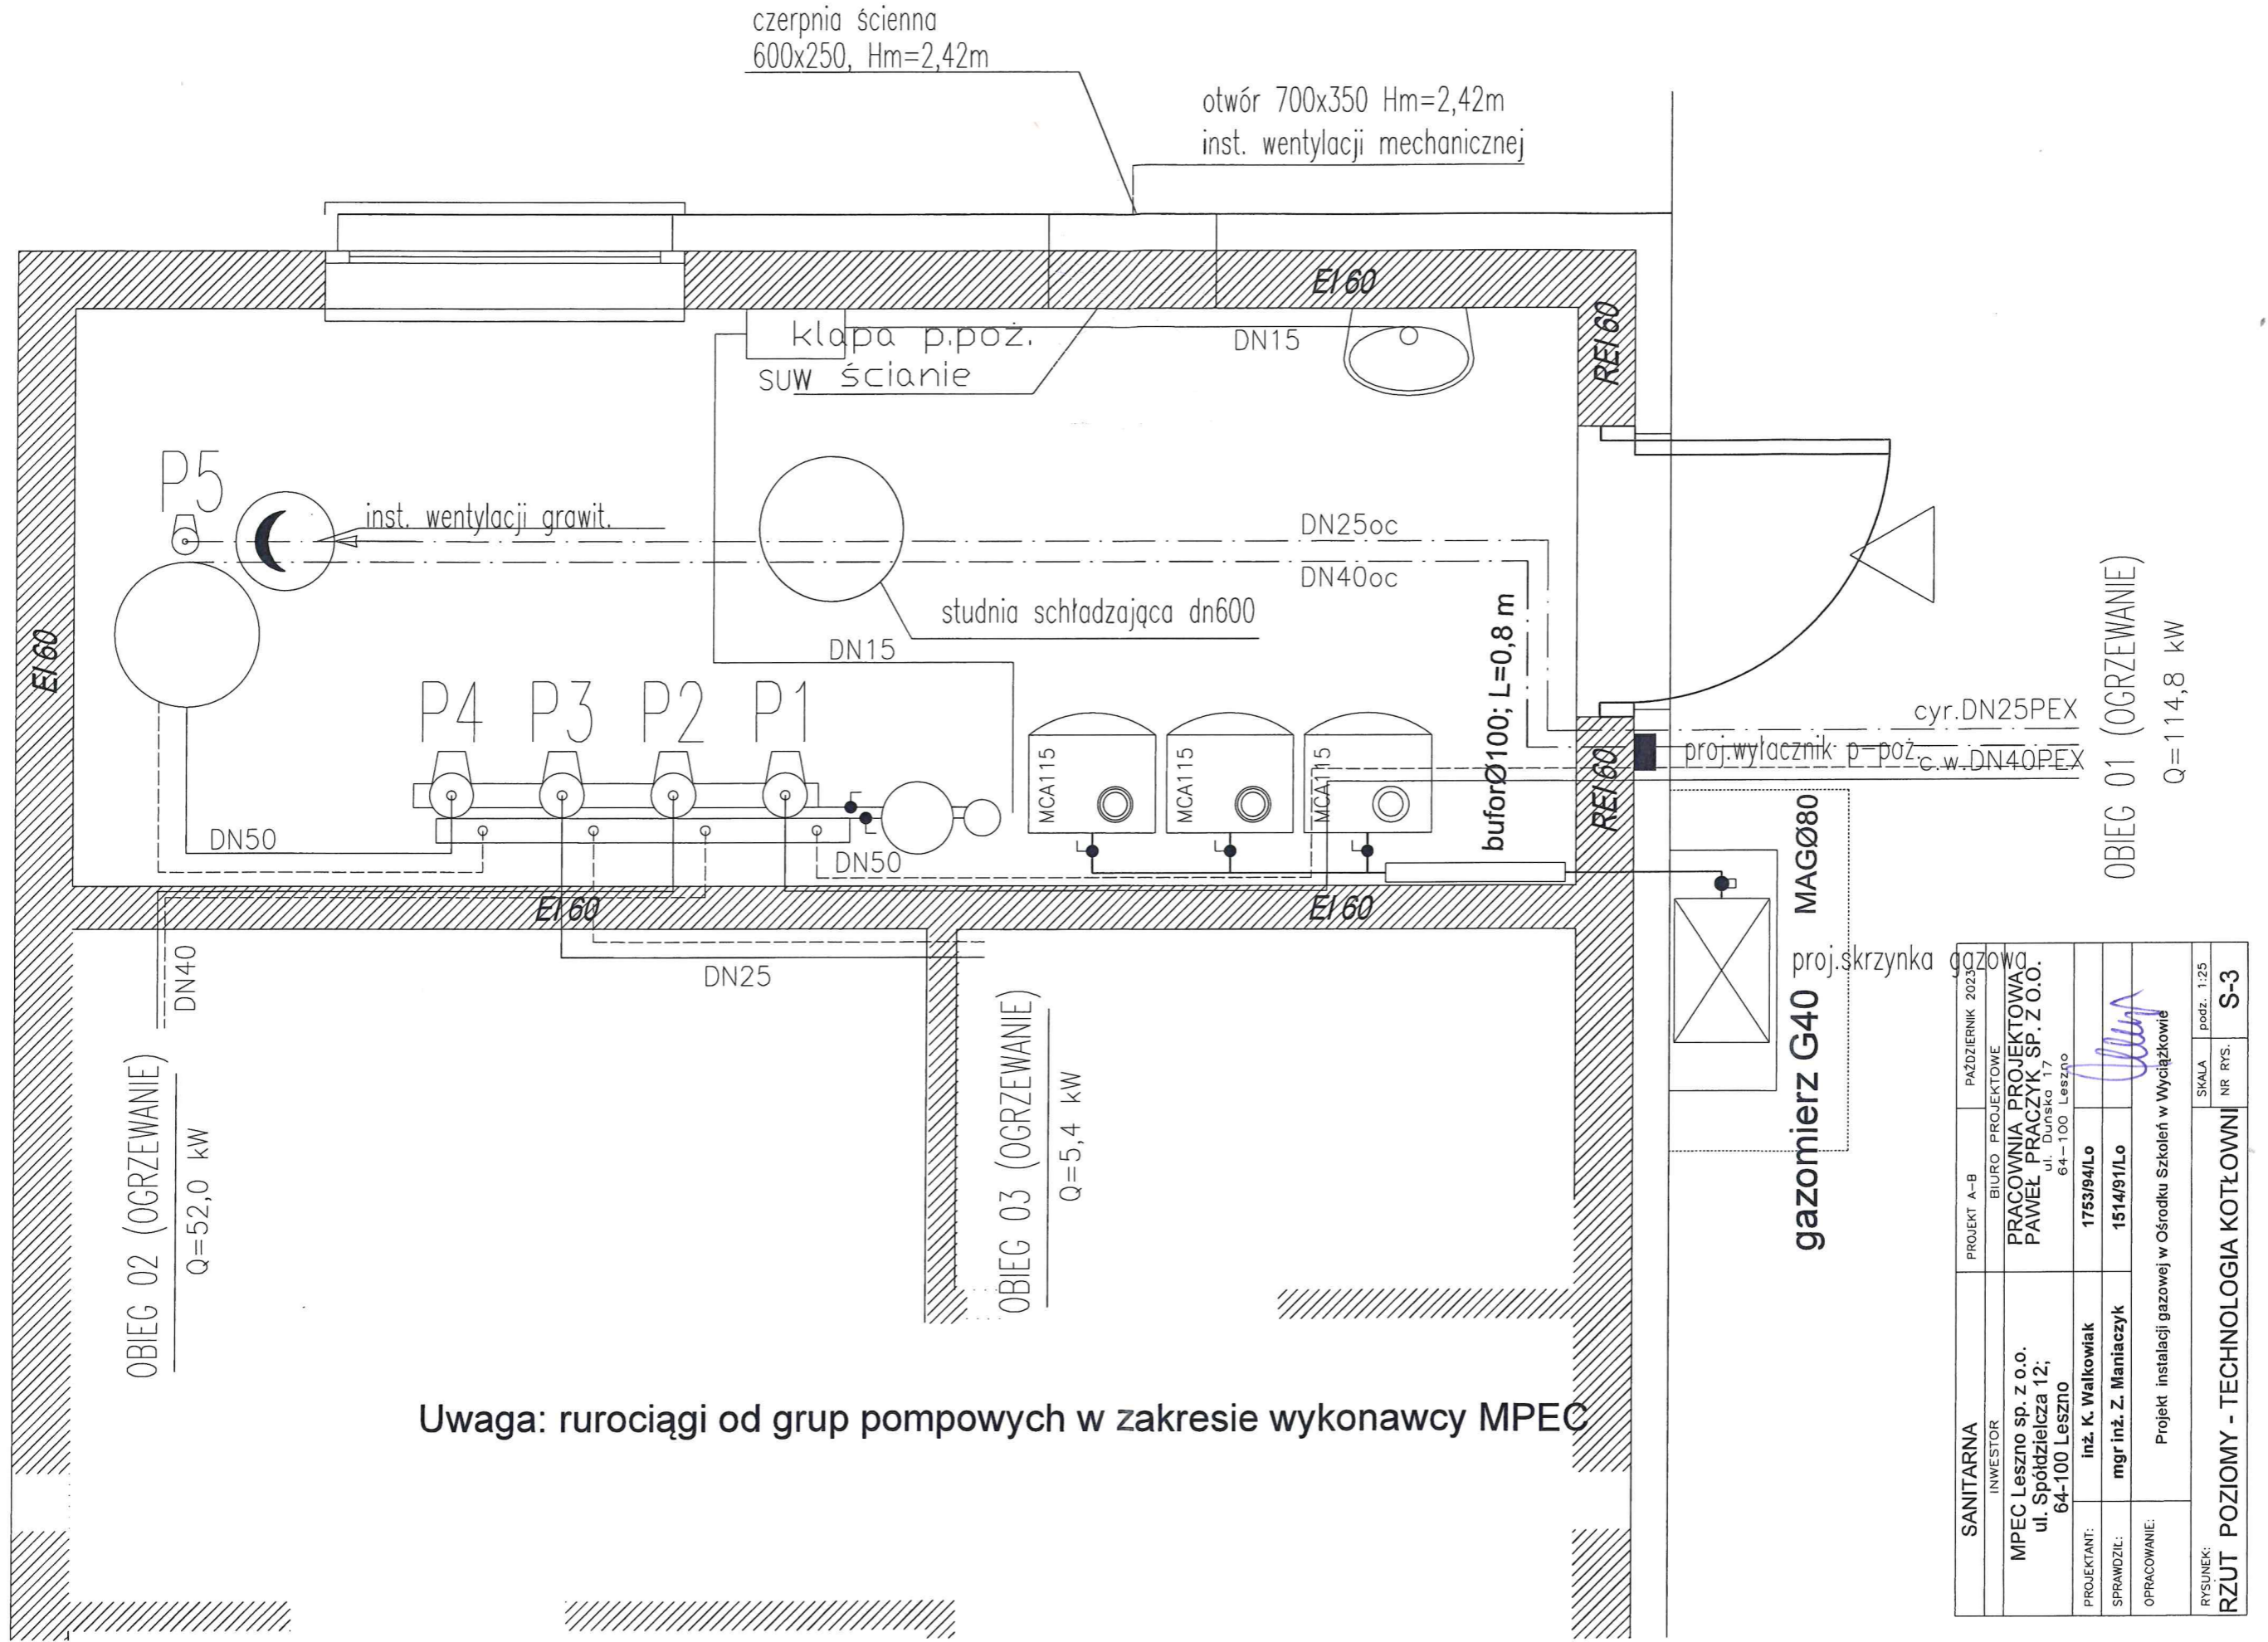 czerpnia ścienna
600x250, Hm=2,42m
otwór 700x350 Hm=2,42m
inst. wentylacji mechanicznej
EI 60
REI 60
klapa p.poż.
SUW ścianie
DN15
P5
inst. wentylacji grawit.
DN25oc
DN40oc
studnia schładzająca dn600
DN15
EI 60
P4 P3 P2 P1
MCA115
MCA115
MCA115
buforØ100; L=0,8 m
REI 60
cyr.DN25PEX
proj.wyłacznik p-poż.
c.w.DN40PEX
OBIEG 01 (OGRZEWANIE)
Q=114,8 kW
DN50
DN50
EI 60
EI 60
DN40
DN25
MAGØ80
proj.skrzynka gazowa
gazomierz G40
OBIEG 02 (OGRZEWANIE)
Q=52,0 kW
OBIEG 03 (OGRZEWANIE)
Q=5,4 kW
Uwaga: rurociągi od grup pompowych w zakresie wykonawcy MPEC
SANITARNA
PROJEKT A-B
PAŹDZIERNIK 2023
INWESTOR
BIURO PROJEKTOWE
MPEC Leszno sp. z o.o.
ul. Spółdzielcza 12;
64-100 Leszno
PRACOWNIA PROJEKTOWA
PAWEŁ PRACZYK SP. Z O.O.
ul. Duńska 17
64-100 Leszno
PROJEKTANT:
inż. K. Walkowiak
1753/94/Lo
SPRAWDZIŁ:
mgr inż. Z. Maniaczyk
1514/91/Lo
OPRACOWANIE:
Projekt instalacji gazowej w Ośrodku Szkoleń w Wyciążkowie
RYSUNEK:
RZUT POZIOMY - TECHNOLOGIA KOTŁOWNI
SKALA
podz. 1:25
NR RYS.
S-3